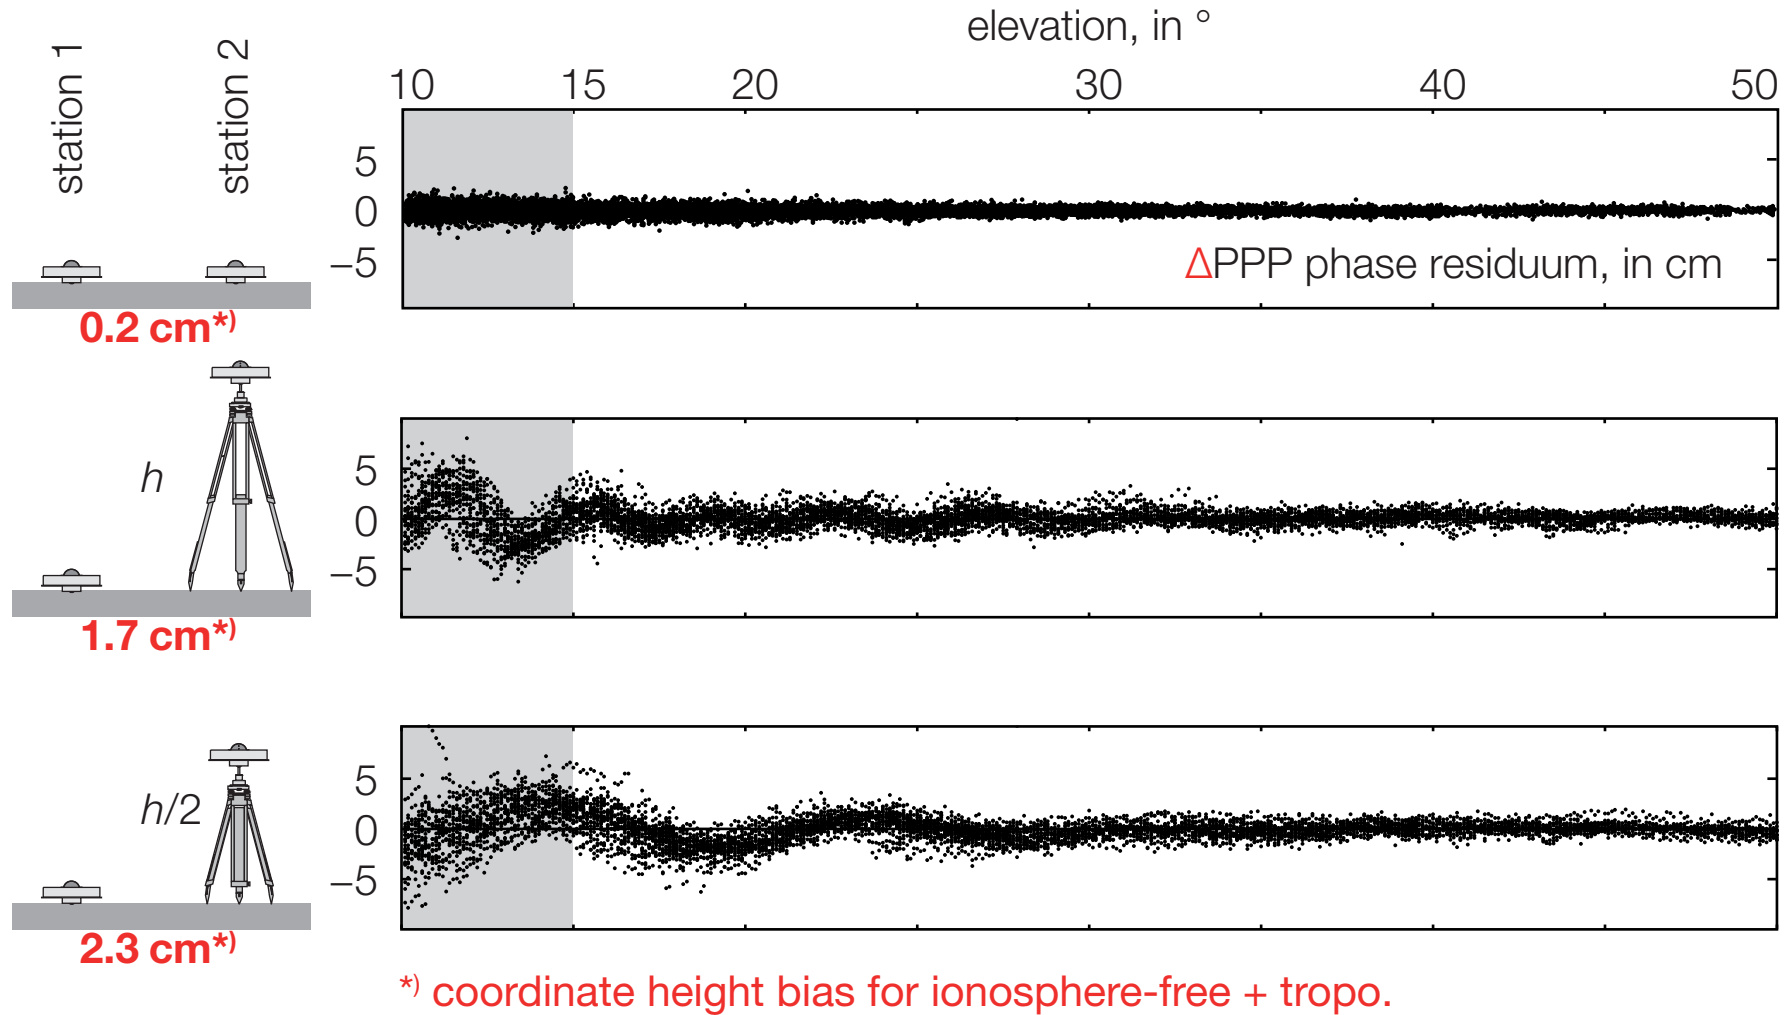 elevation, in °
station 1
station 2
10 15 20 30 40 50
5
0
−5
ΔPPP phase residuum, in cm
0.2 cm*)
h
5
0
−5
1.7 cm*)
h/2
5
0
−5
2.3 cm*)
*) coordinate height bias for ionosphere-free + tropo.